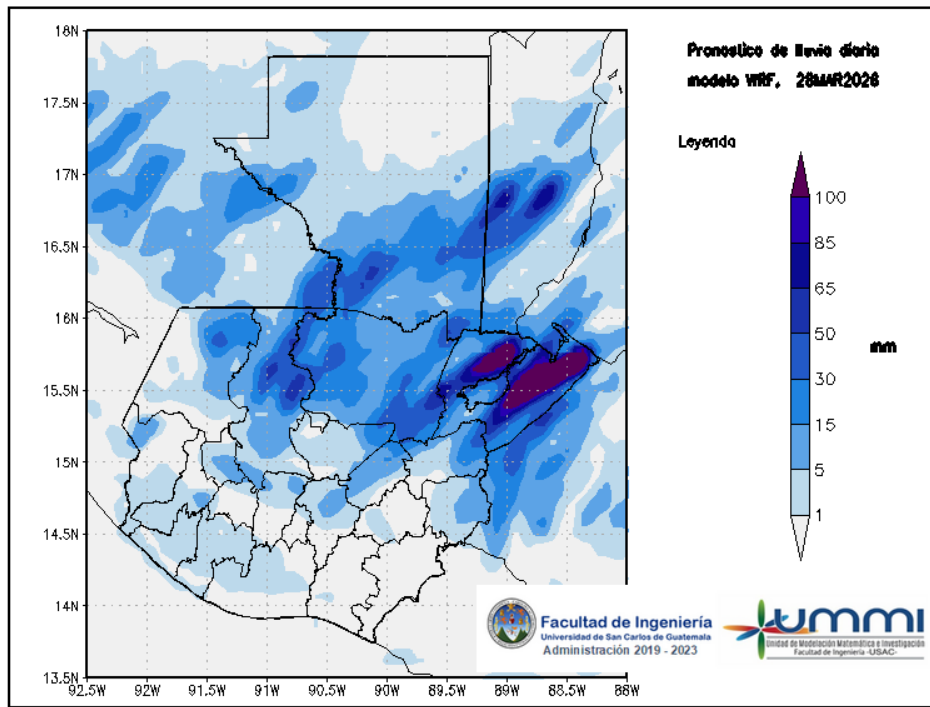 Pronostico de lluvia diaria
modelo WRF, 28MAR2026
Leyenda
100
85
65
50
30
15
5
1
mm
18N
17.5N
17N
16.5N
16N
15.5N
15N
14.5N
14N
13.5N
92.5W 92W 91.5W 91W 90.5W 90W 89.5W 89W 88.5W 88W
Facultad de Ingeniería
Universidad de San Carlos de Guatemala
Administración 2019 - 2023
UMMI
Unidad de Modelación Matemática e Investigación
Facultad de Ingeniería -USAC-